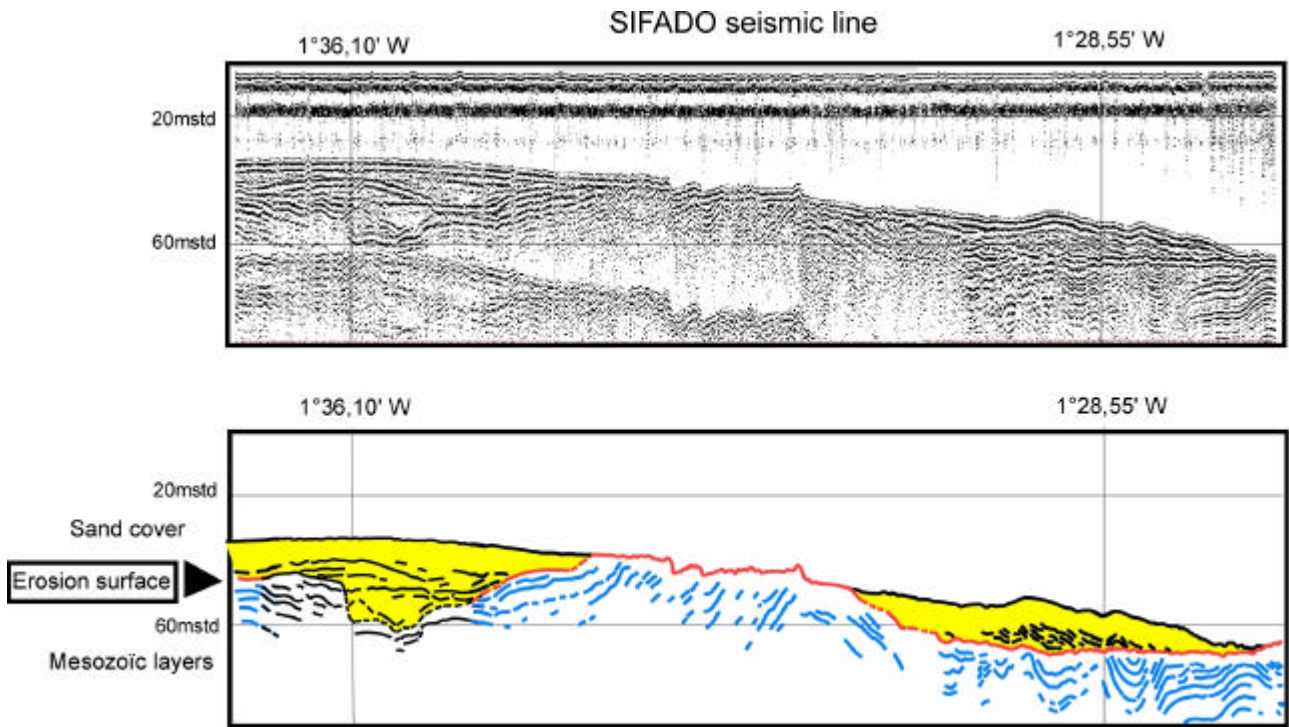 SIFADO seismic line
1°36,10' W
1°28,55' W
20mstd
60mstd
1°36,10' W
1°28,55' W
20mstd
Sand cover
Erosion surface
60mstd
Mesozoïc layers